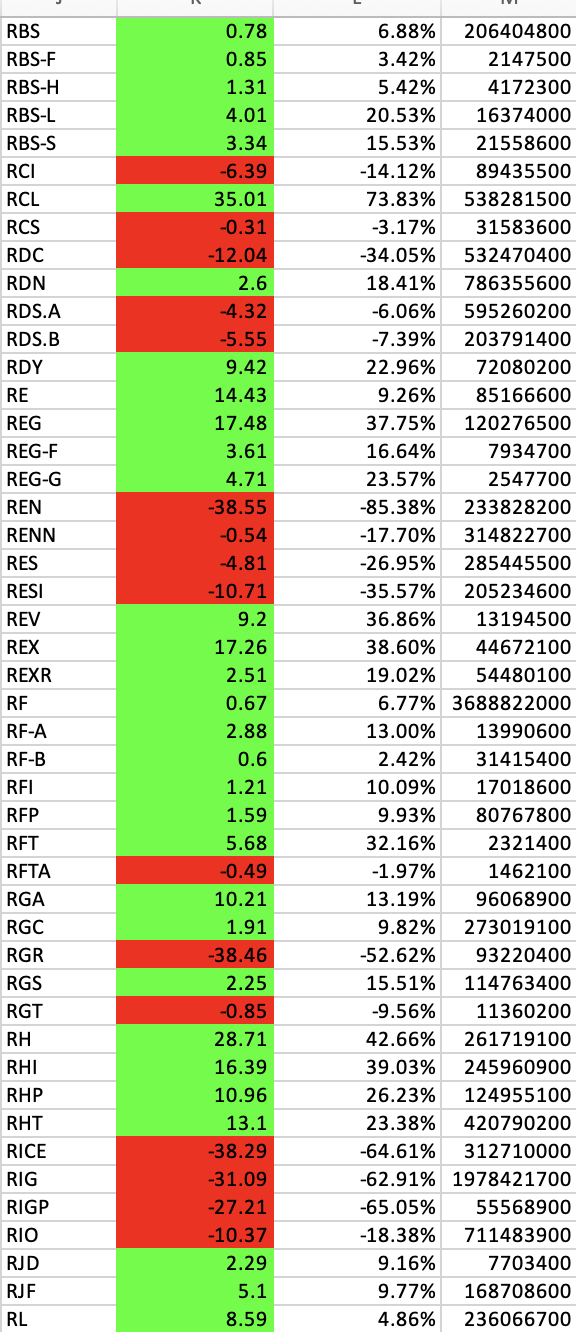 RBS 0.78 6.88% 206404800
RBS-F 0.85 3.42% 2147500
RBS-H 1.31 5.42% 4172300
RBS-L 4.01 20.53% 16374000
RBS-S 3.34 15.53% 21558600
RCI -6.39 -14.12% 89435500
RCL 35.01 73.83% 538281500
RCS -0.31 -3.17% 31583600
RDC -12.04 -34.05% 532470400
RDN 2.6 18.41% 786355600
RDS.A -4.32 -6.06% 595260200
RDS.B -5.55 -7.39% 203791400
RDY 9.42 22.96% 72080200
RE 14.43 9.26% 85166600
REG 17.48 37.75% 120276500
REG-F 3.61 16.64% 7934700
REG-G 4.71 23.57% 2547700
REN -38.55 -85.38% 233828200
RENN -0.54 -17.70% 314822700
RES -4.81 -26.95% 285445500
RESI -10.71 -35.57% 205234600
REV 9.2 36.86% 13194500
REX 17.26 38.60% 44672100
REXR 2.51 19.02% 54480100
RF 0.67 6.77% 3688822000
RF-A 2.88 13.00% 13990600
RF-B 0.6 2.42% 31415400
RFI 1.21 10.09% 17018600
RFP 1.59 9.93% 80767800
RFT 5.68 32.16% 2321400
RFTA -0.49 -1.97% 1462100
RGA 10.21 13.19% 96068900
RGC 1.91 9.82% 273019100
RGR -38.46 -52.62% 93220400
RGS 2.25 15.51% 114763400
RGT -0.85 -9.56% 11360200
RH 28.71 42.66% 261719100
RHI 16.39 39.03% 245960900
RHP 10.96 26.23% 124955100
RHT 13.1 23.38% 420790200
RICE -38.29 -64.61% 312710000
RIG -31.09 -62.91% 1978421700
RIGP -27.21 -65.05% 55568900
RIO -10.37 -18.38% 711483900
RJD 2.29 9.16% 7703400
RJF 5.1 9.77% 168708600
RL 8.59 4.86% 236066700